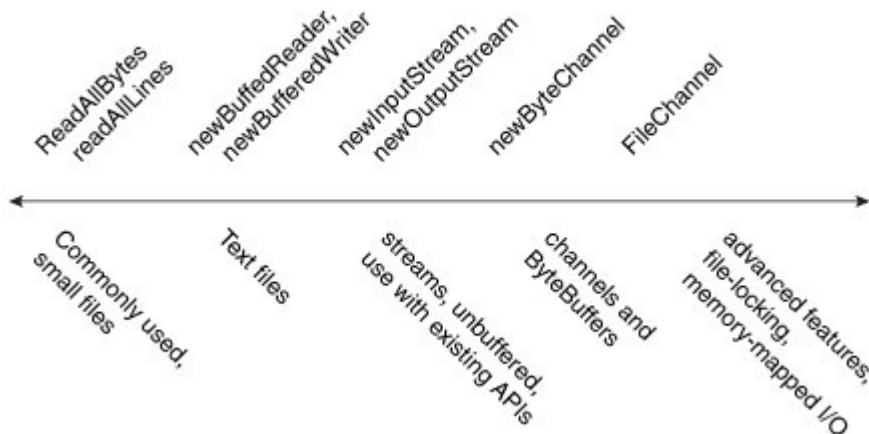 ReadAllBytes
readAllLines
newBuffedReader,
newBufferedWriter
newInputStream,
newOutputStream
newByteChannel
FileChannel
Commonly used,
small files
Text files
streams, unbuffered,
use with existing APIs
channels and
ByteBuffers
advanced features,
file-locking,
memory-mapped I/O